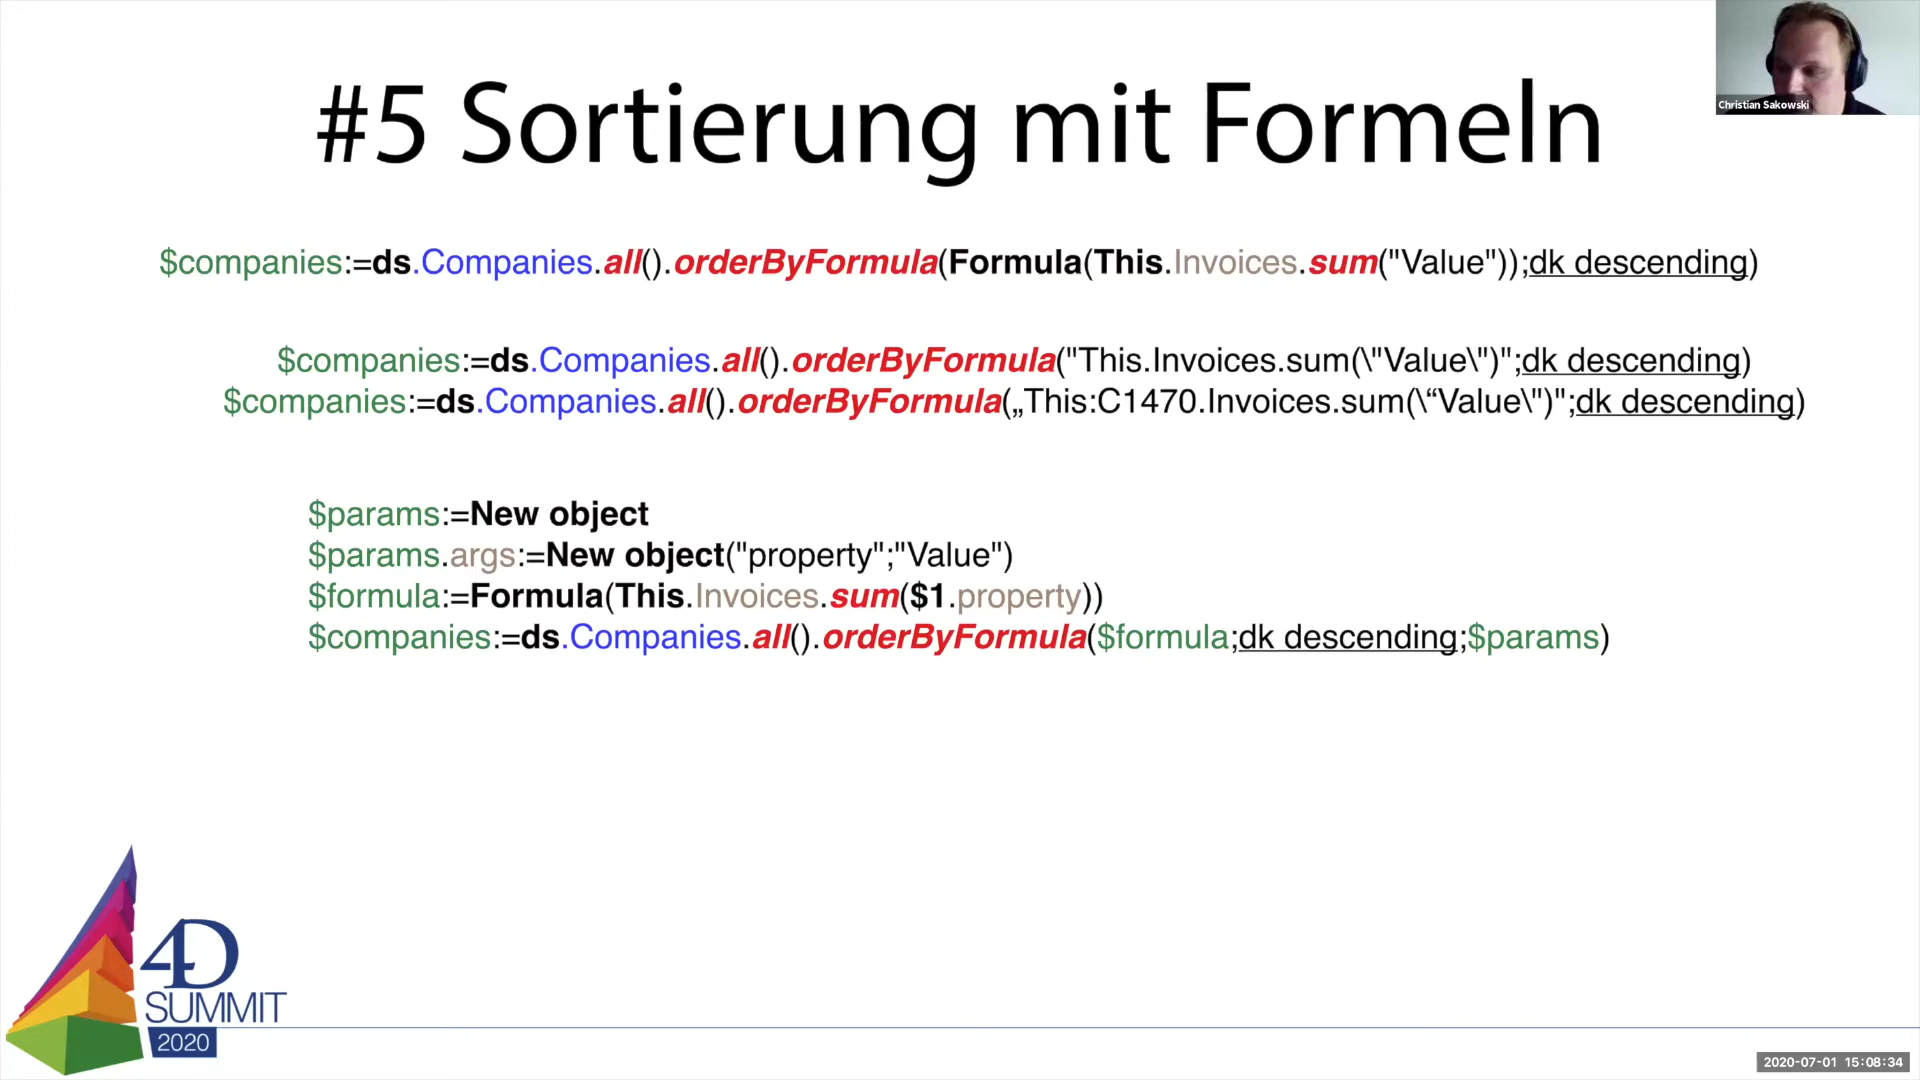 #5 Sortierung mit Formeln
Christian Sakowski
$companies:=ds.Companies.all().orderByFormula(Formula(This.Invoices.sum("Value"));dk descending)
$companies:=ds.Companies.all().orderByFormula("This.Invoices.sum(\"Value\")";dk descending)
$companies:=ds.Companies.all().orderByFormula(„This:C1470.Invoices.sum(\“Value\")";dk descending)
$params:=New object
$params.args:=New object("property";"Value")
$formula:=Formula(This.Invoices.sum($1.property))
$companies:=ds.Companies.all().orderByFormula($formula;dk descending;$params)
4D
SUMMIT
2020
2020-07-01 15:08:34